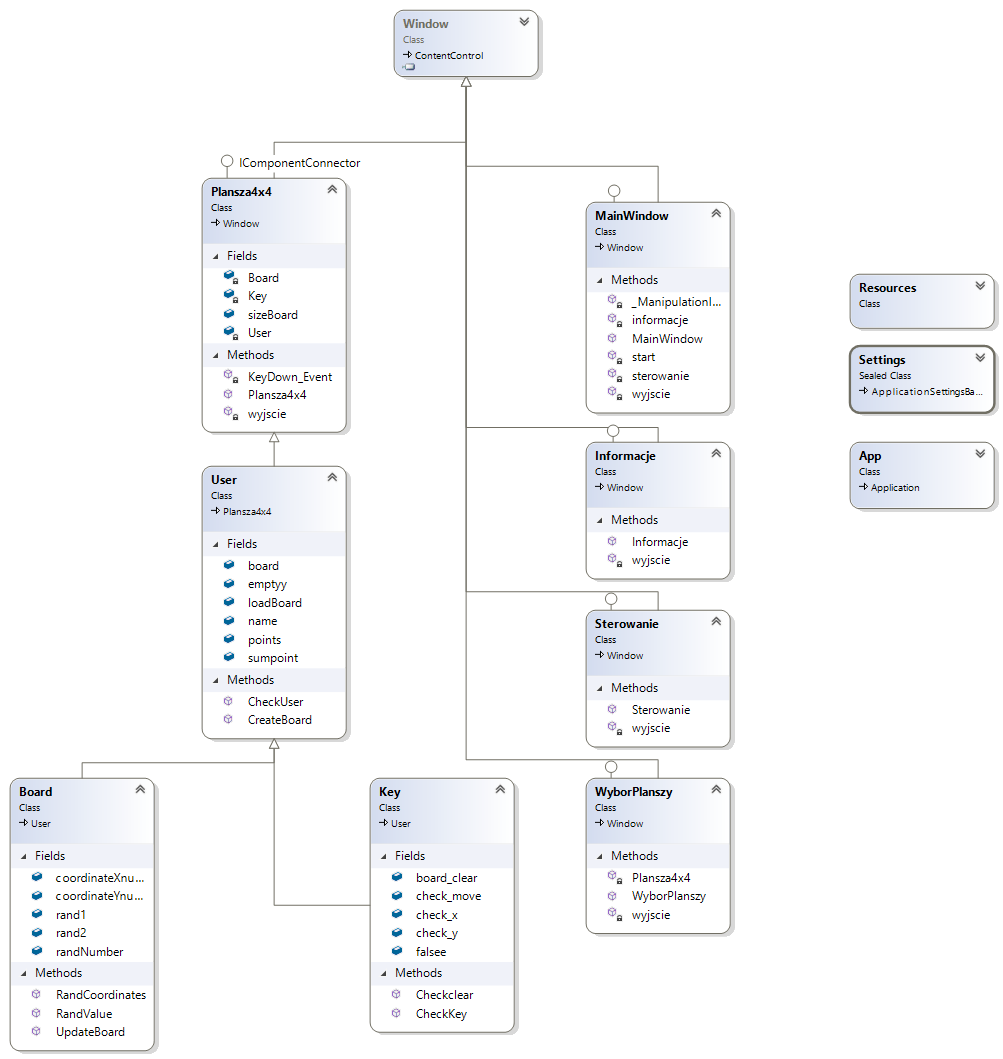 Window
Class
ContentControl
IComponentConnector
Plansza4x4
Class
Window
Fields
Board
Key
sizeBoard
User
Methods
KeyDown_Event
Plansza4x4
wyjscie
User
Class
Plansza4x4
Fields
board
emptyy
loadBoard
name
points
sumpoint
Methods
CheckUser
CreateBoard
Board
Class
User
Fields
coordinateXnu...
coordinateYnu...
rand1
rand2
randNumber
Methods
RandCoordinates
RandValue
UpdateBoard
Key
Class
User
Fields
board_clear
check_move
check_x
check_y
falsee
Methods
Checkclear
CheckKey
MainWindow
Class
Window
Methods
_ManipulationI...
informacje
MainWindow
start
sterowanie
wyjscie
Informacje
Class
Window
Methods
Informacje
wyjscie
Sterowanie
Class
Window
Methods
Sterowanie
wyjscie
WyborPlanszy
Class
Window
Methods
Plansza4x4
WyborPlanszy
wyjscie
Resources
Class
Settings
Sealed Class
ApplicationSettingsBa...
App
Class
Application